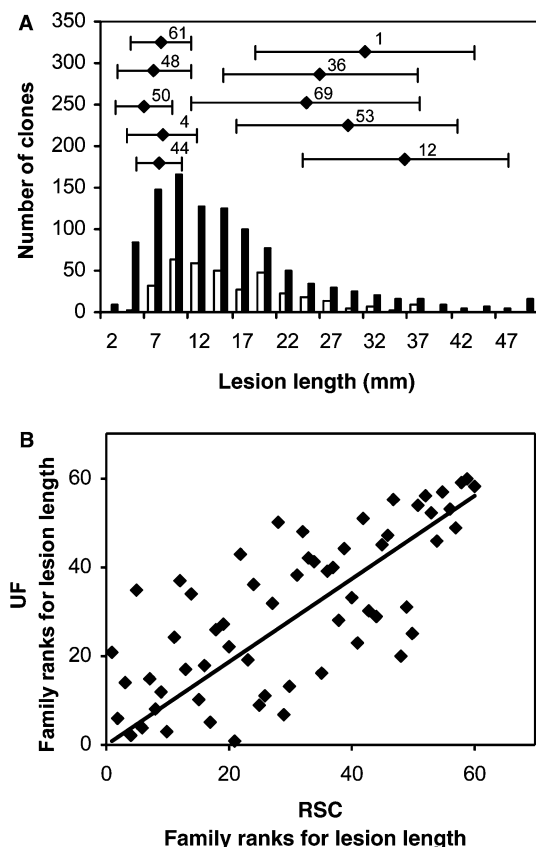 A
350
300
250
200
150
100
50
0
Number of clones
61
1
48
36
50
69
4
53
44
12
2 7 12 17 22 27 32 37 42 47
Lesion length (mm)
B
UF
Family ranks for lesion length
60
40
20
0
0 20 40 60
RSC
Family ranks for lesion length